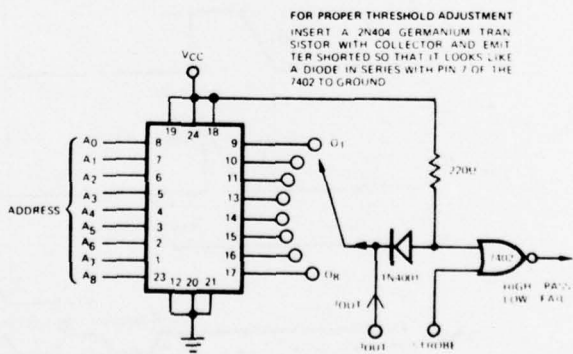 FOR PROPER THRESHOLD ADJUSTMENT
INSERT A 2N404 GERMANIUM TRAN
SISTOR WITH COLLECTOR AND EMIT
TER SHORTED SO THAT IT LOOKS LIKE
A DIODE IN SERIES WITH PIN 7 OF THE
7402 TO GROUND
VCC
19 24 18
A0 8 9 O1
A1 7 10
A2 6 11
A3 5 13
ADDRESS A4 4 14
A5 3 15
A6 2 16
A7 1 17 O8
A8 23 12 20 21
1N4001
7402
HIGH PASS
LOW FAIL
IOUT
IOUT
STROBE